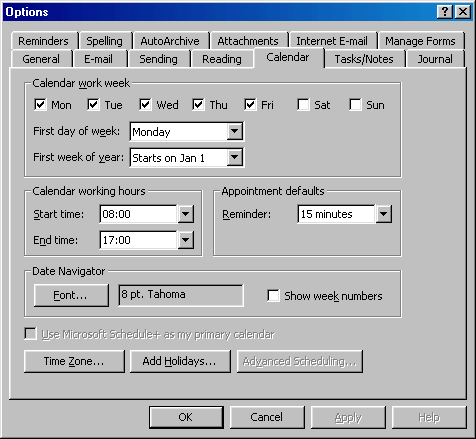 Options
Reminders Spelling AutoArchive Attachments Internet E-mail Manage Forms
General E-mail Sending Reading Calendar Tasks/Notes Journal
Calendar work week
Mon Tue Wed Thu Fri Sat Sun
First day of week: Monday
First week of year: Starts on Jan 1
Calendar working hours Appointment defaults
Start time: 08:00 Reminder: 15 minutes
End time: 17:00
Date Navigator
Font... 8 pt. Tahoma Show week numbers
Use Microsoft Schedule+ as my primary calendar
Time Zone... Add Holidays... Advanced Scheduling...
OK Cancel Apply Help